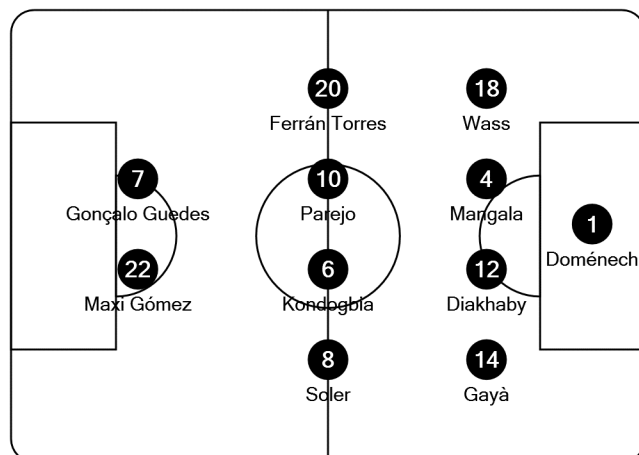 20
Ferrán Torres
18
Wass
7
Gonçalo Guedes
10
Parejo
4
Mangala
1
Doménech
22
Maxi Gómez
6
Kondogbia
12
Diakhaby
8
Soler
14
Gayà